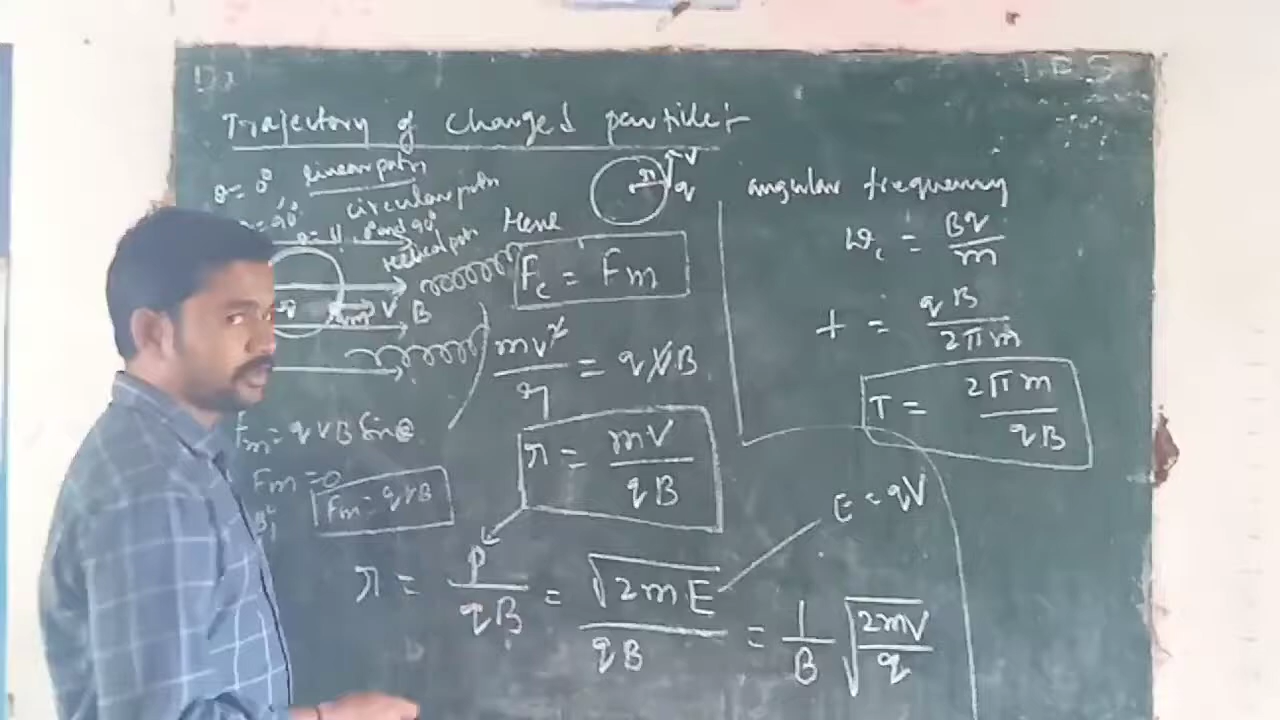 Trajectory of Changed particle:-
θ = 0° linear path
= 90° circular path
θ = 0° and 90°
helical path
V B
Fm = qVB Sinθ
Fm = 0
Fm = qVB
r V
q
Here
Fc = Fm
mv²/r = qVB
r = mV/qB
r = P/qB = √2mE/qB = 1/B √2mV/q
E = qV
angular frequency
ωc = Bq/m
f = qB/2πm
T = 2πm/qB